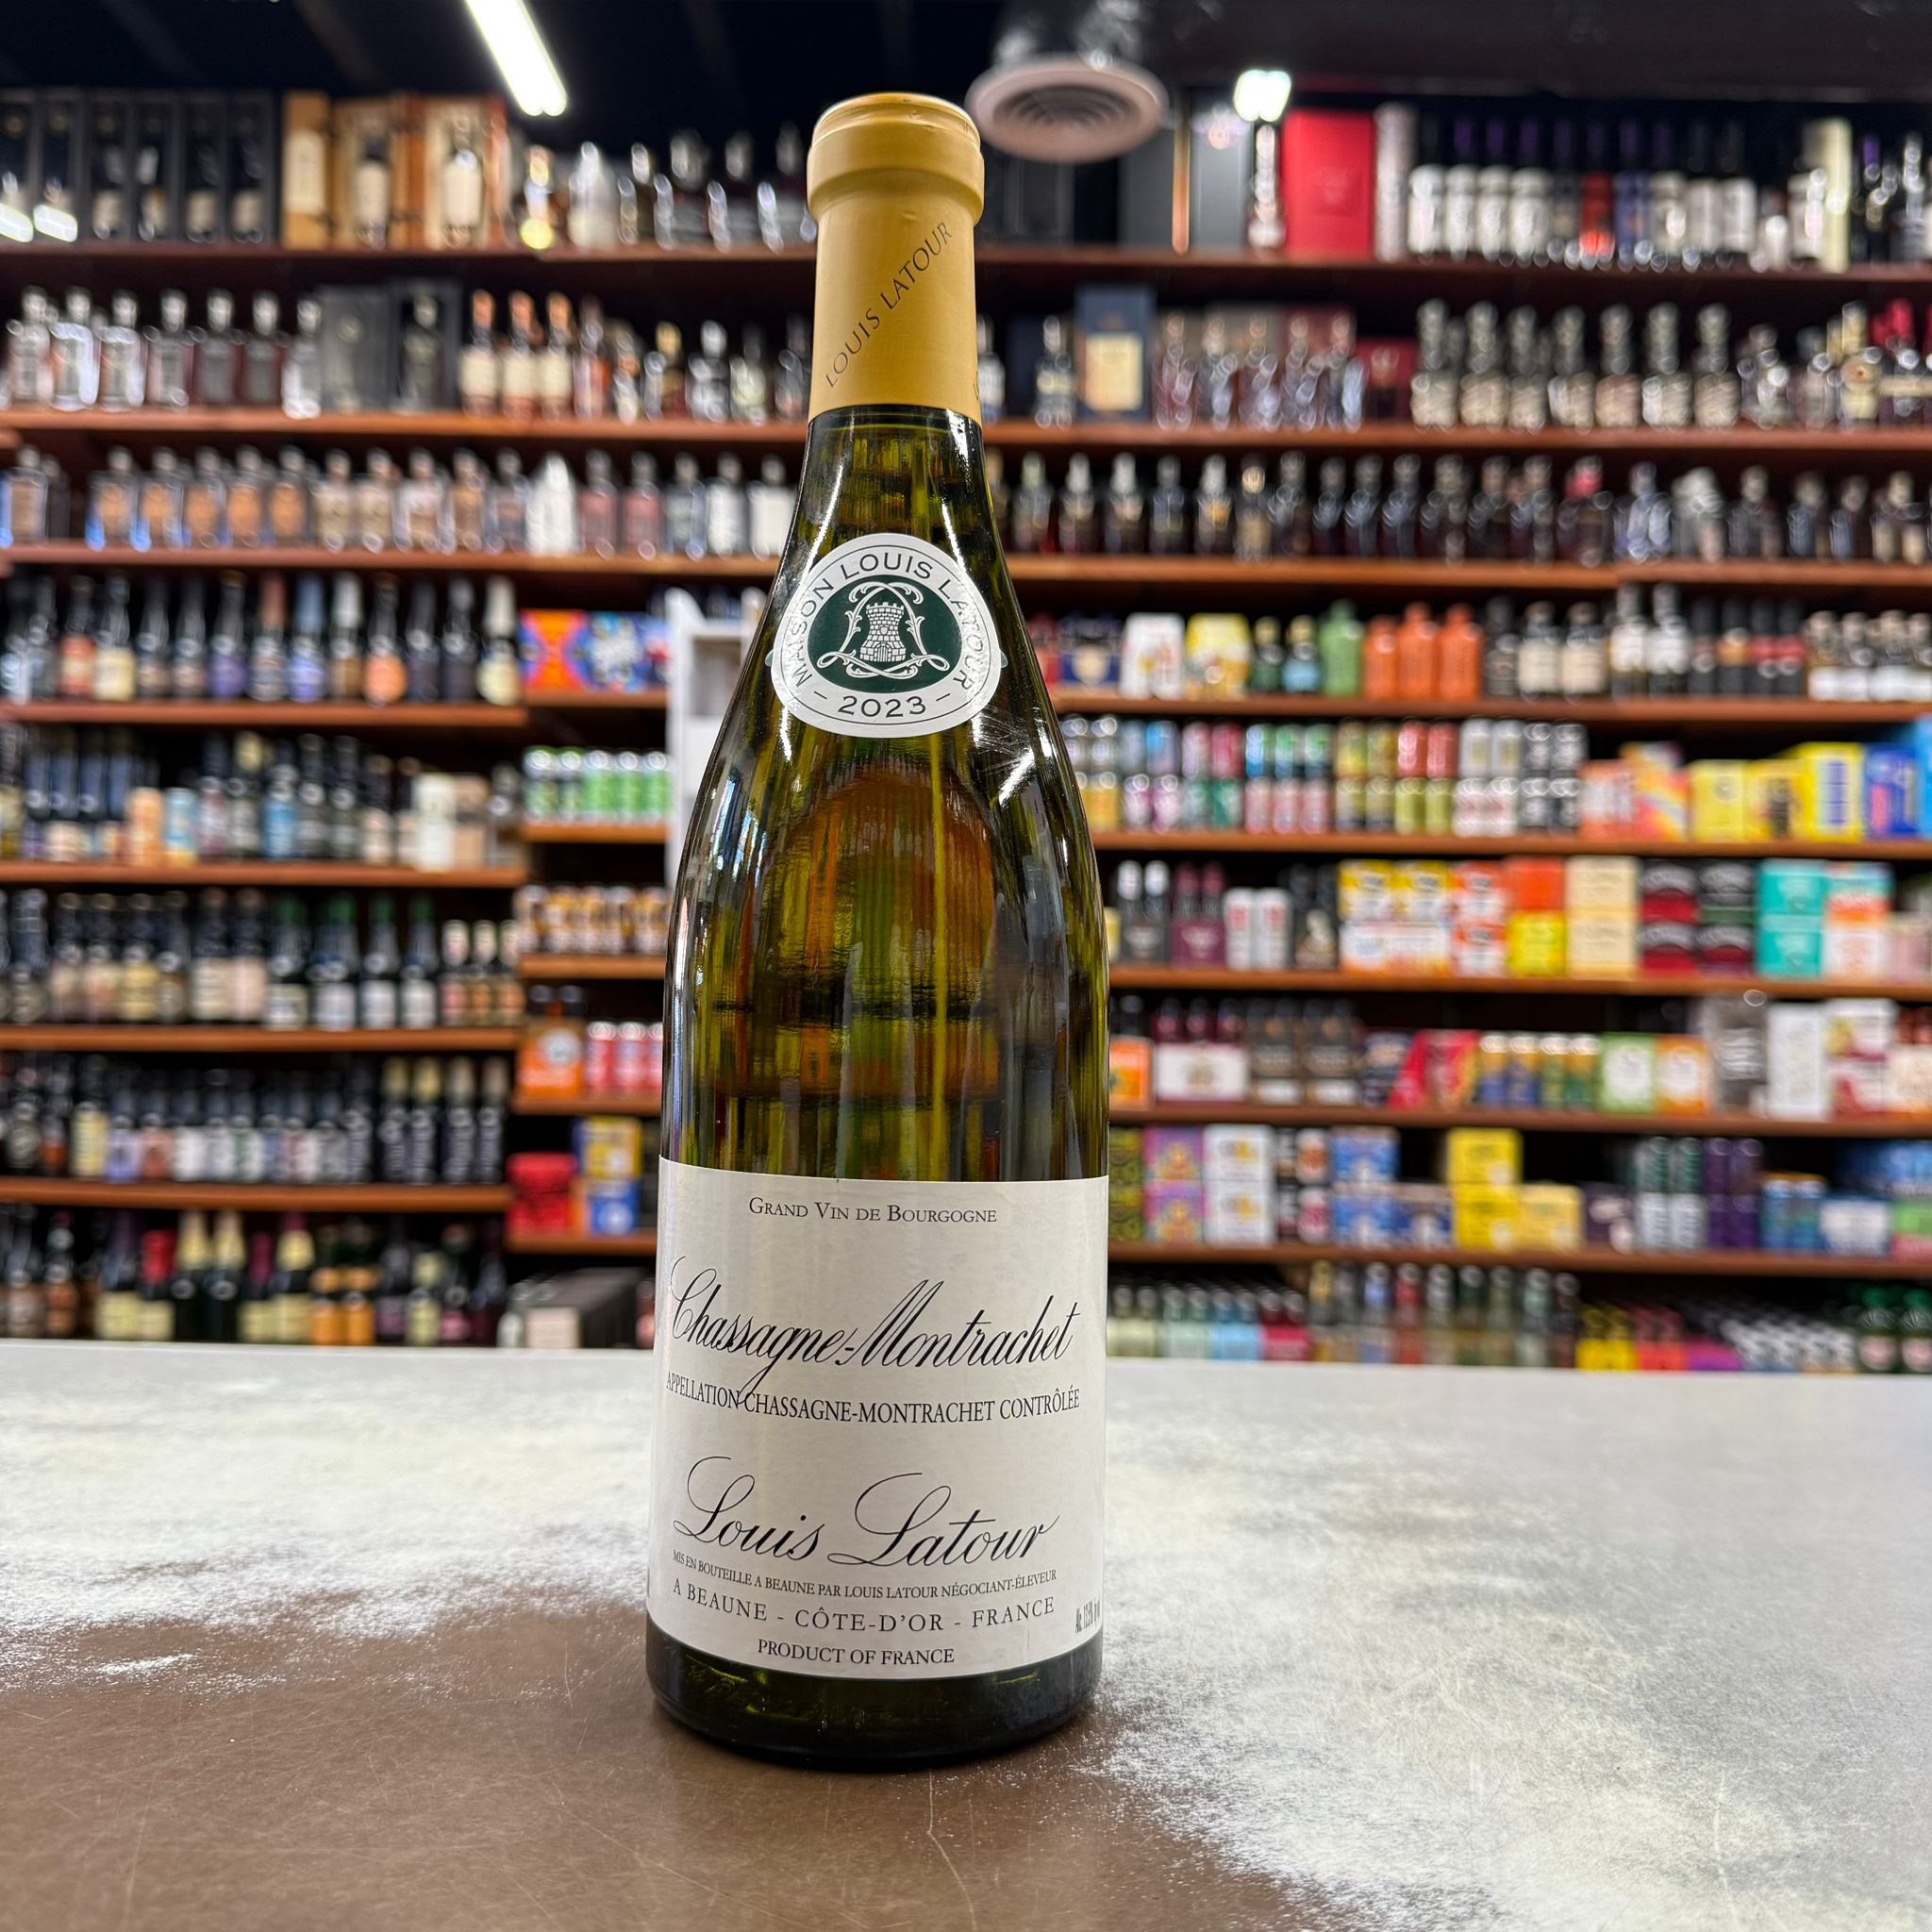 LOUIS LATOUR
MAISON LOUIS LATOUR
- 2023 -
GRAND VIN DE BOURGOGNE
Chassagne-Montrachet
APPELLATION CHASSAGNE-MONTRACHET CONTRÔLÉE
Louis Latour
MIS EN BOUTEILLE A BEAUNE PAR LOUIS LATOUR NÉGOCIANT-ÉLEVEUR
A BEAUNE - CÔTE-D'OR - FRANCE
PRODUCT OF FRANCE